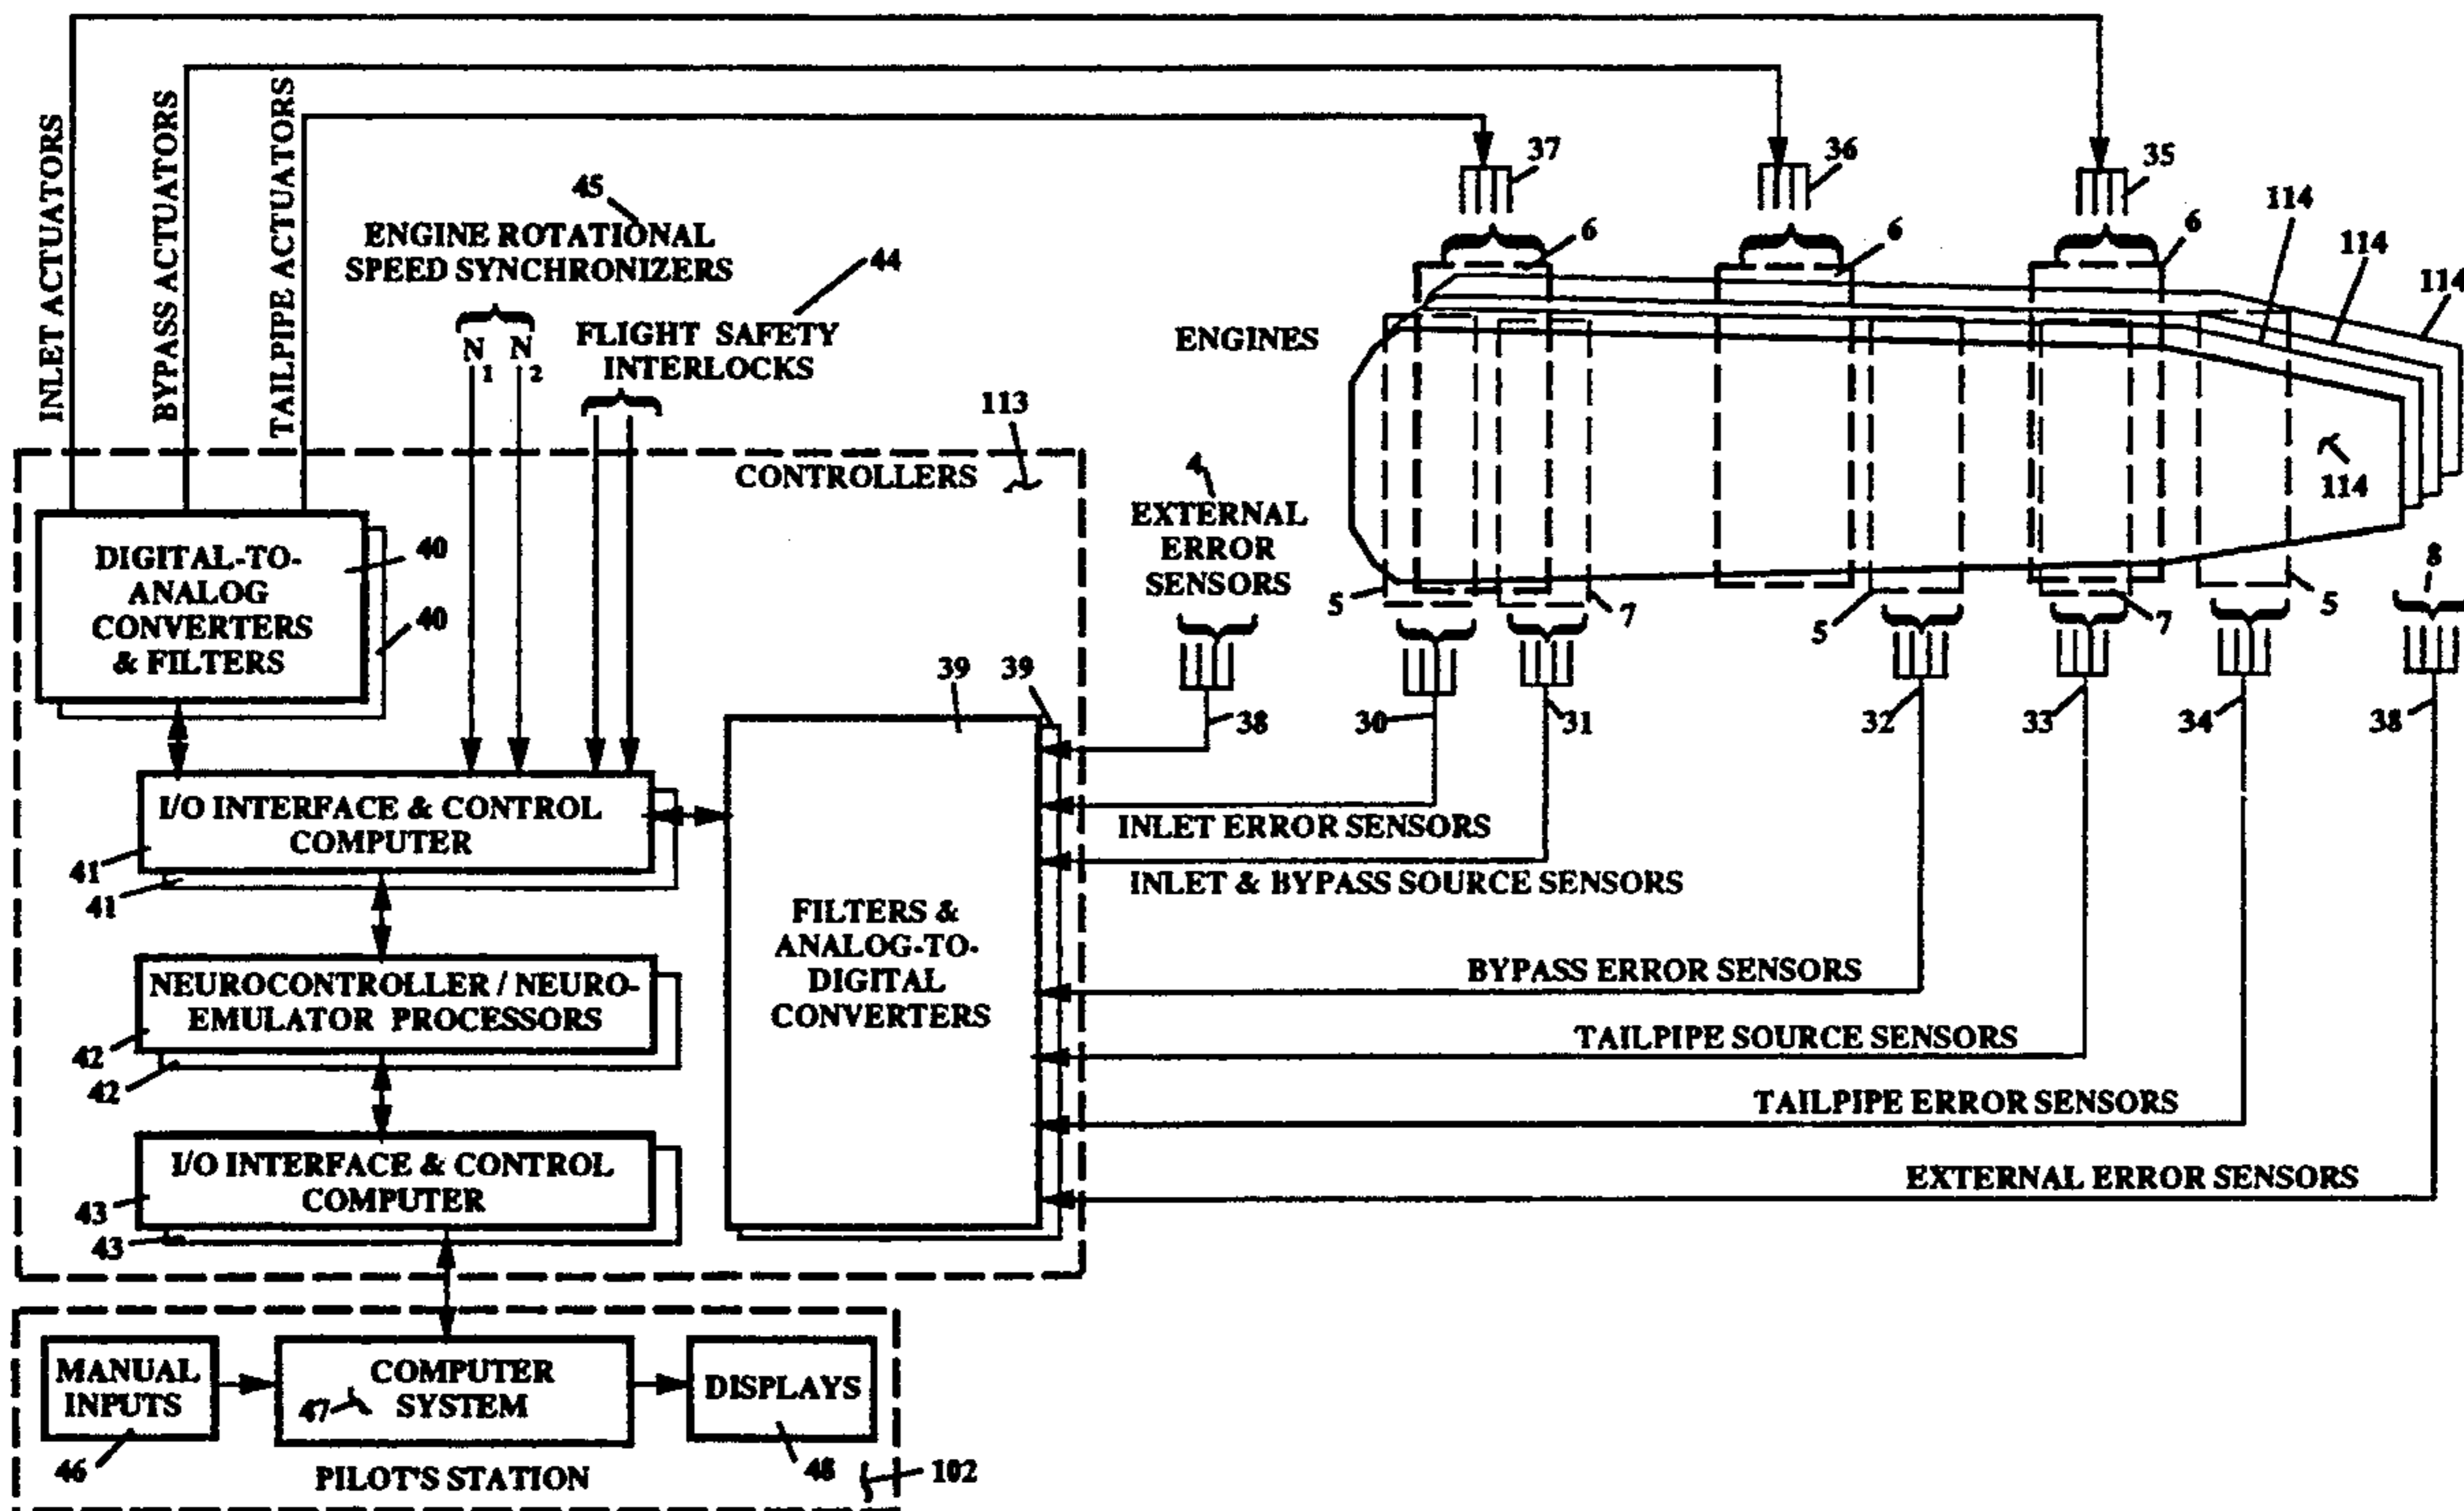 INLET ACTUATORS
BYPASS ACTUATORS
TAILPIPE ACTUATORS
45
ENGINE ROTATIONAL
SPEED SYNCHRONIZERS
N1 N2
44
FLIGHT SAFETY
INTERLOCKS
37
36
35
6
6
6
114
114
114
114
ENGINES
113
CONTROLLERS
4
EXTERNAL
ERROR
SENSORS
5
7
5
7
5
8
38
30
31
32
33
34
38
DIGITAL-TO-
ANALOG
CONVERTERS
& FILTERS
40
40
39
39
I/O INTERFACE & CONTROL
COMPUTER
41
41
FILTERS &
ANALOG-TO-
DIGITAL
CONVERTERS
INLET ERROR SENSORS
INLET & BYPASS SOURCE SENSORS
BYPASS ERROR SENSORS
TAILPIPE SOURCE SENSORS
TAILPIPE ERROR SENSORS
EXTERNAL ERROR SENSORS
NEUROCONTROLLER / NEURO-
EMULATOR PROCESSORS
42
42
I/O INTERFACE & CONTROL
COMPUTER
43
43
MANUAL
INPUTS
46
COMPUTER
SYSTEM
47
DISPLAYS
48
PILOT'S STATION
102